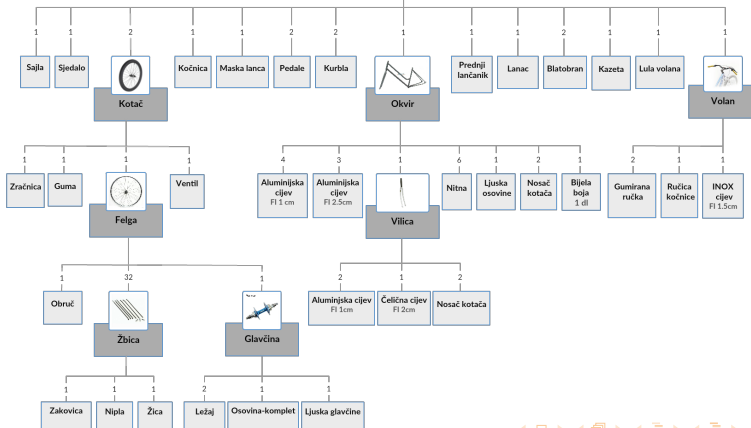 1 1 2 1 1 2 2 1 1 1 2 1 1 1
Sajla
Sjedalo
Kotač
Kočnica
Maska lanca
Pedale
Kurbla
Okvir
Prednji
lančanik
Lanac
Blatobran
Kazeta
Lula volana
Volan
1 1 1 1 4 3 1 6 1 2 1 2 1 1
Zračnica
Guma
Felga
Ventil
Aluminijska
cijev
FI 1 cm
Aluminijska
cijev
FI 2.5cm
Vilica
Nitna
Ljuska
osovine
Nosač
kotača
Bijela
boja
1 dl
Gumirana
ručka
Ručica
kočnice
INOX
cijev
FI 1.5cm
1 32 1 2 1 2
Obruč
Žbica
Glavčina
Aluminjska cijev
FI 1cm
Čelična cijev
FI 2cm
Nosač kotača
1 1 1 2 1 1
Zakovica
Nipla
Žica
Ležaj
Osovina-komplet
Ljuska glavčine